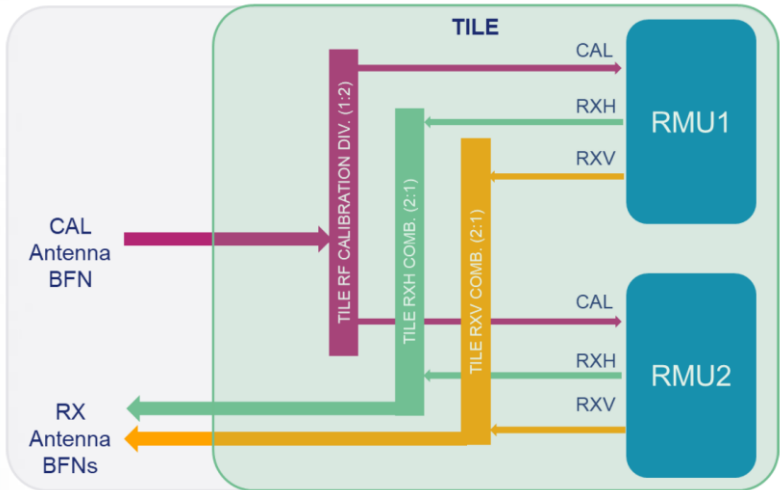 TILE
CAL
RXH
RXV
RMU1
TILE RF CALIBRATION DIV. (1:2)
TILE RXH COMB. (2:1)
TILE RXV COMB. (2:1)
CAL
Antenna
BFN
CAL
RXH
RXV
RMU2
RX
Antenna
BFNs